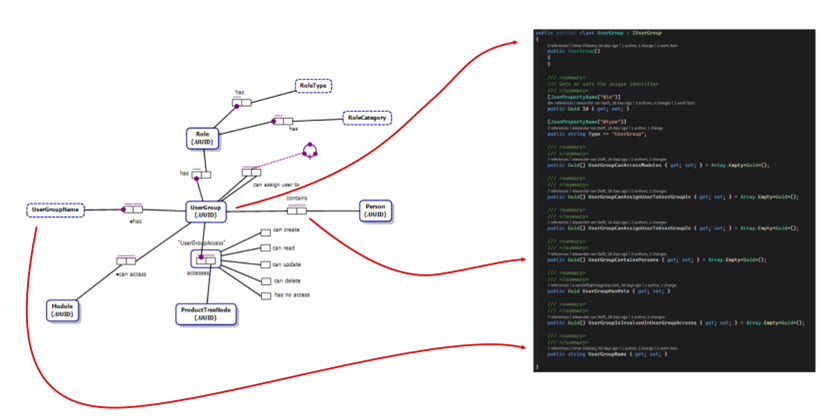 RoleType
has
RoleCategory
has
Role
(.UUID)
has
can assign user to
contains
UserGroupName
◂has
UserGroup
(.UUID)
Person
(.UUID)
"UserGroupAccess"
can create
can read
◂can access
accesses
can update
can delete
has no access
Module
(.UUID)
ProductTreeNode
(.UUID)
public partial class UserGroup : IUserGroup
{
public UserGroup()
{
}
/// <summary>
/// Gets or sets the unique identifier
/// </summary>
[JsonPropertyName("@id")]
public Guid Id { get; set; }
[JsonPropertyName("@type")]
public string Type => "UserGroup";
/// <summary>
/// </summary>
public Guid[] UserGroupCanAccessModules { get; set; } = Array.Empty<Guid>();
/// <summary>
/// </summary>
public Guid[] UserGroupCanAssignUserToUserGroup1s { get; set; } = Array.Empty<Guid>();
/// <summary>
/// </summary>
public Guid[] UserGroupCanAssignUserToUserGroup2s { get; set; } = Array.Empty<Guid>();
/// <summary>
/// </summary>
public Guid[] UserGroupContainsPersons { get; set; } = Array.Empty<Guid>();
/// <summary>
/// </summary>
public Guid UserGroupHasRole { get; set; }
/// <summary>
/// </summary>
public Guid[] UserGroupIsInvolvedInUserGroupAccesses { get; set; } = Array.Empty<Guid>();
/// <summary>
/// </summary>
public string UserGroupName { get; set; }
}